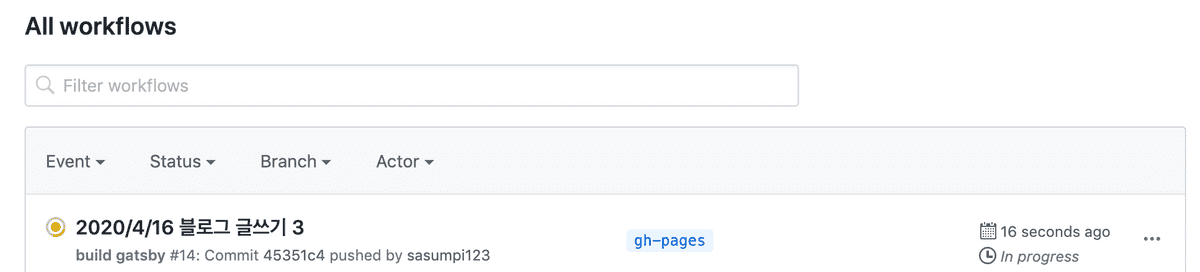 All workflows
Filter workflows
Event Status Branch Actor
2020/4/16 블로그 글쓰기 3
gh-pages
16 seconds ago
build gatsby #14: Commit 45351c4 pushed by sasumpi123
In progress